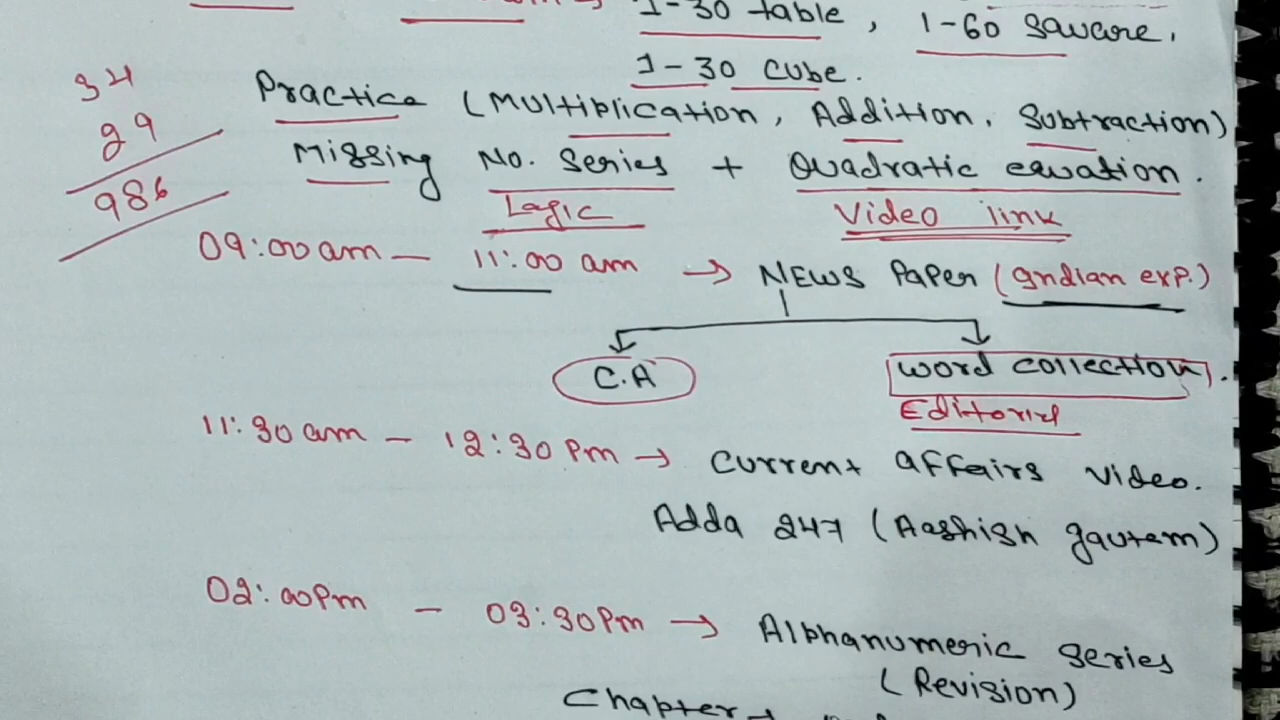 1-30 table, 1-60 Square.
1-30 cube.
34
29
986
Practice (Multiplication, Addition, Subtraction)
Missing No. Series + Quadratic equation.
Logic
Video link
09:00 am - 11:00 am → NEWS PaPer (Indian exp.)
C.A
Word collection.
Editorial
11:30 am - 12:30 Pm → Current affairs video.
Adda 247 (Aashish gautam)
02:00 Pm - 03:30 Pm → Alphanumeric Series
(Revision)
Chapter